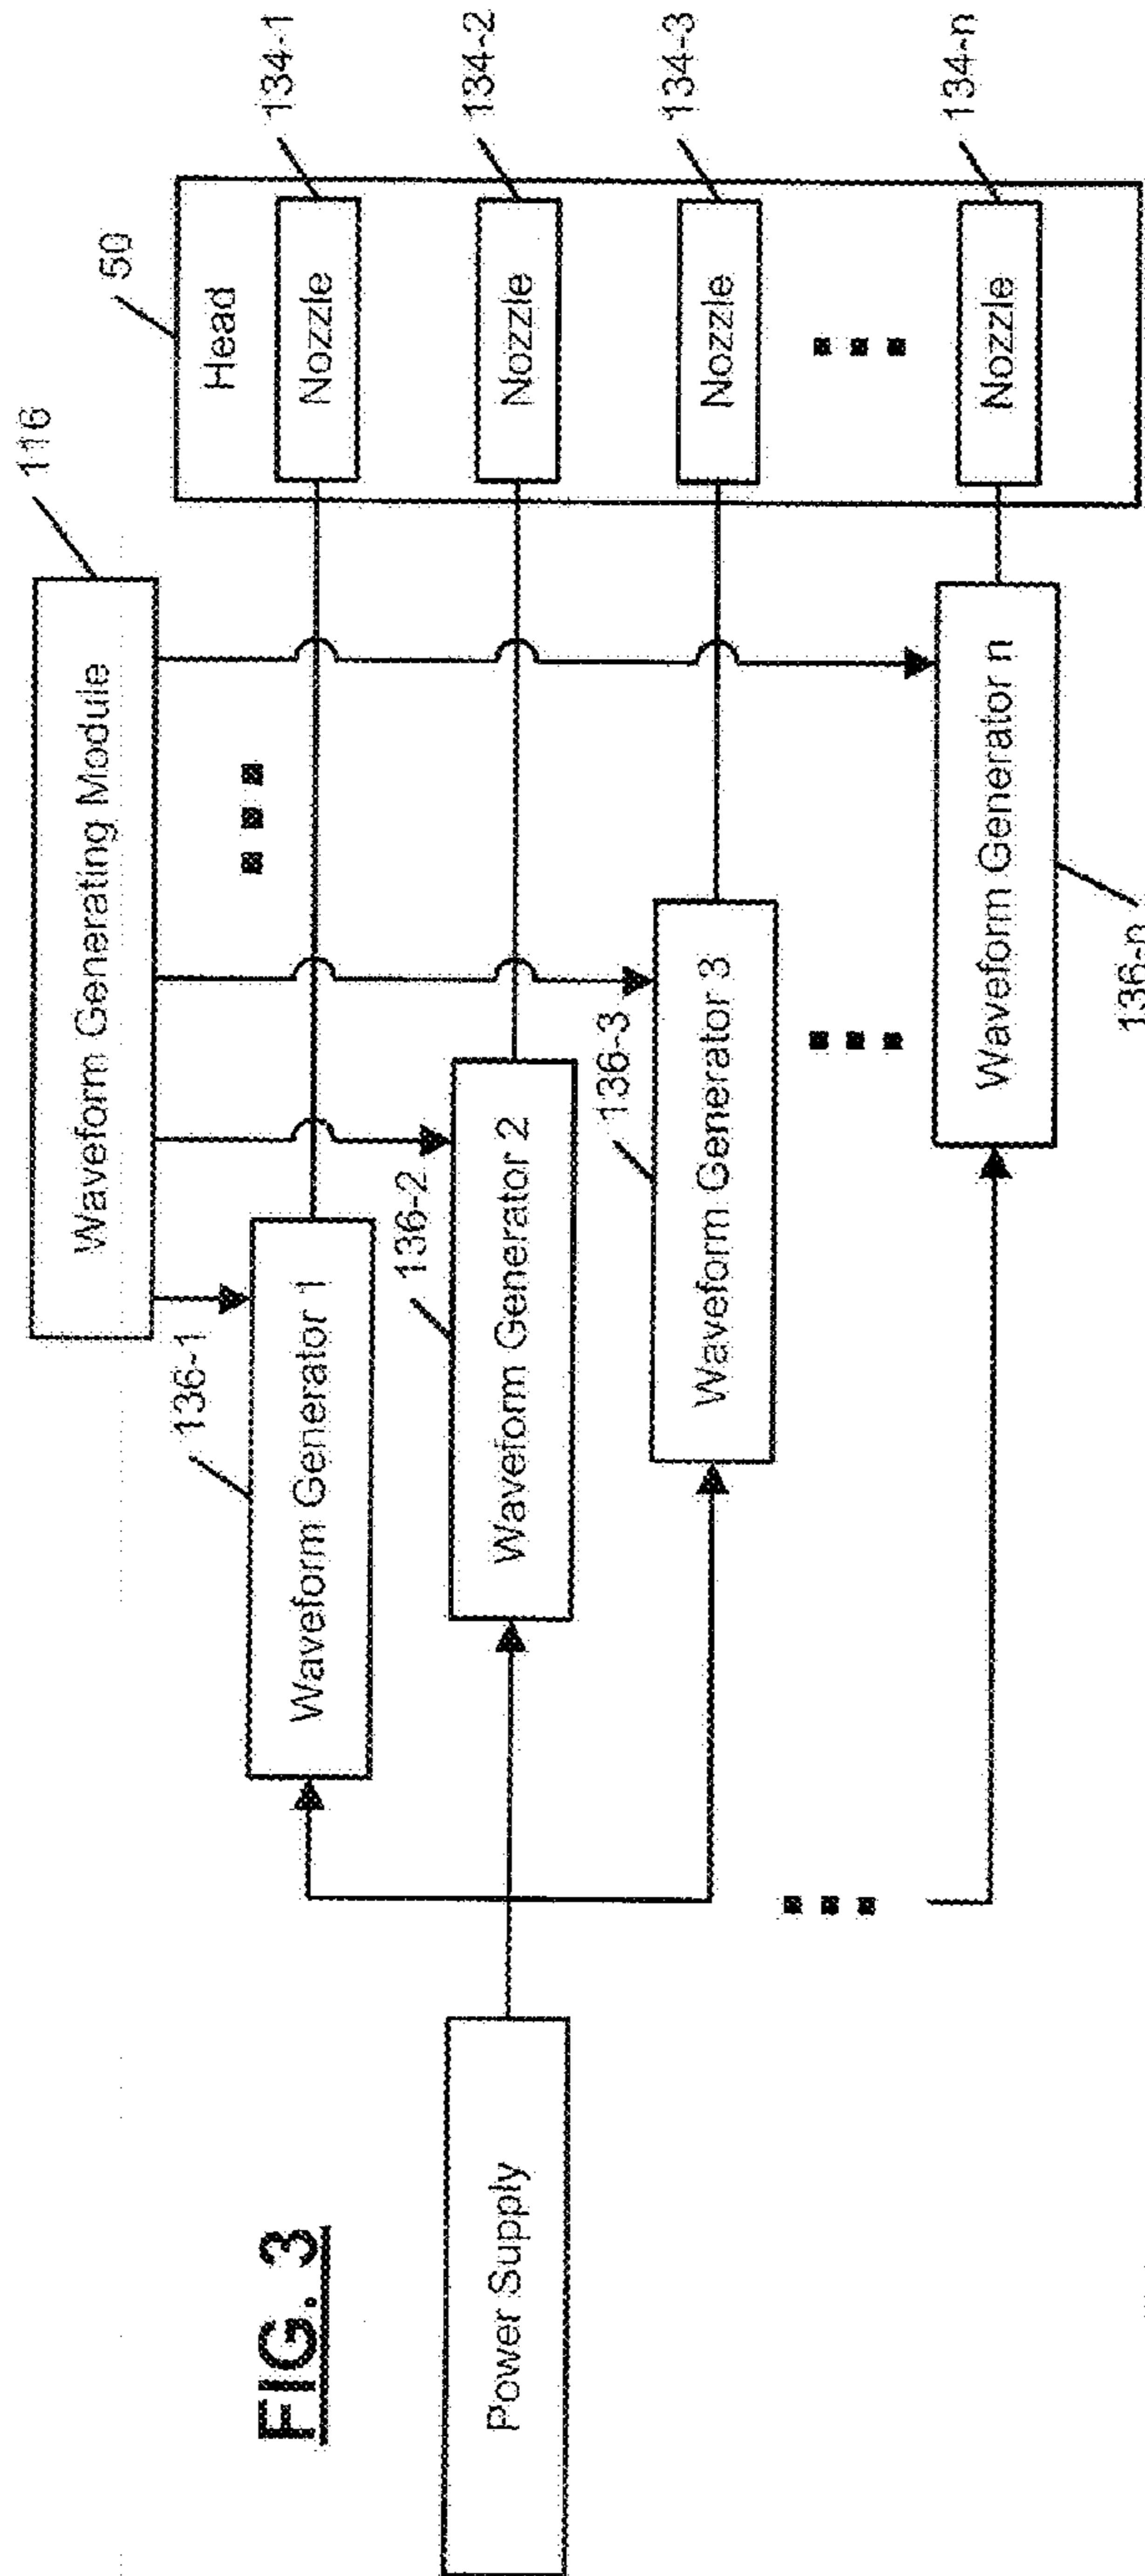 116
Waveform Generating Module
50
Head
136-1
Waveform Generator 1
Nozzle
134-1
136-2
Waveform Generator 2
Nozzle
134-2
Power Supply
136-3
Waveform Generator 3
Nozzle
134-3
Waveform Generator n
Nozzle
134-n
136-n
FIG. 3